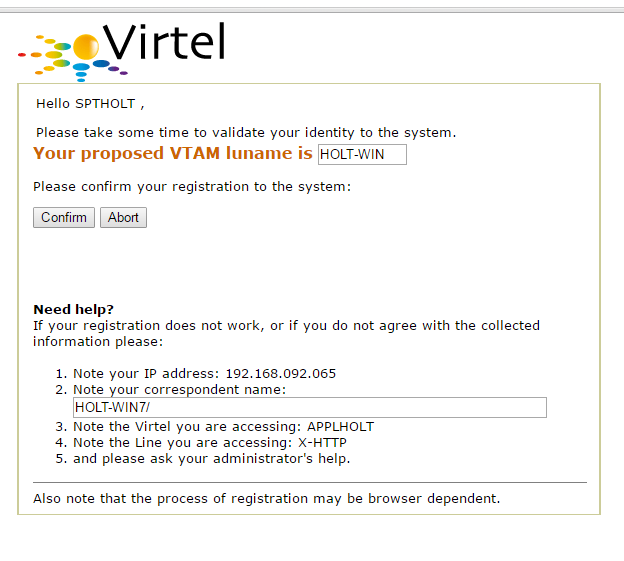 Virtel
Hello SPTHOLT ,
Please take some time to validate your identity to the system.
Your proposed VTAM luname is HOLT-WIN
Please confirm your registration to the system:
Confirm Abort
Need help?
If your registration does not work, or if you do not agree with the collected
information please:
1. Note your IP address: 192.168.092.065
2. Note your correspondent name:
HOLT-WIN7/
3. Note the Virtel you are accessing: APPLHOLT
4. Note the Line you are accessing: X-HTTP
5. and please ask your administrator's help.
Also note that the process of registration may be browser dependent.